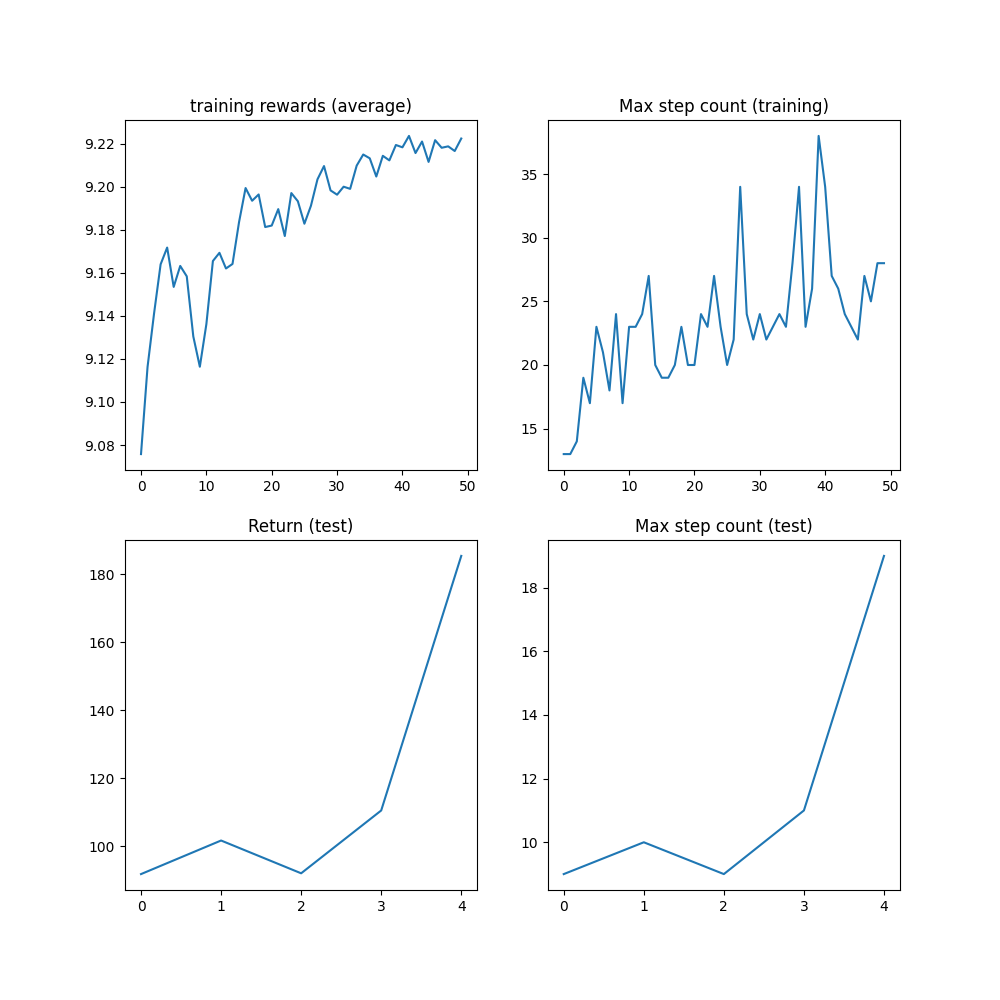 training rewards (average)
Max step count (training)
9.22
9.20
9.18
9.16
9.14
9.12
9.10
9.08
0 10 20 30 40 50
35
30
25
20
15
0 10 20 30 40 50
Return (test)
Max step count (test)
180
160
140
120
100
0 1 2 3 4
18
16
14
12
10
0 1 2 3 4